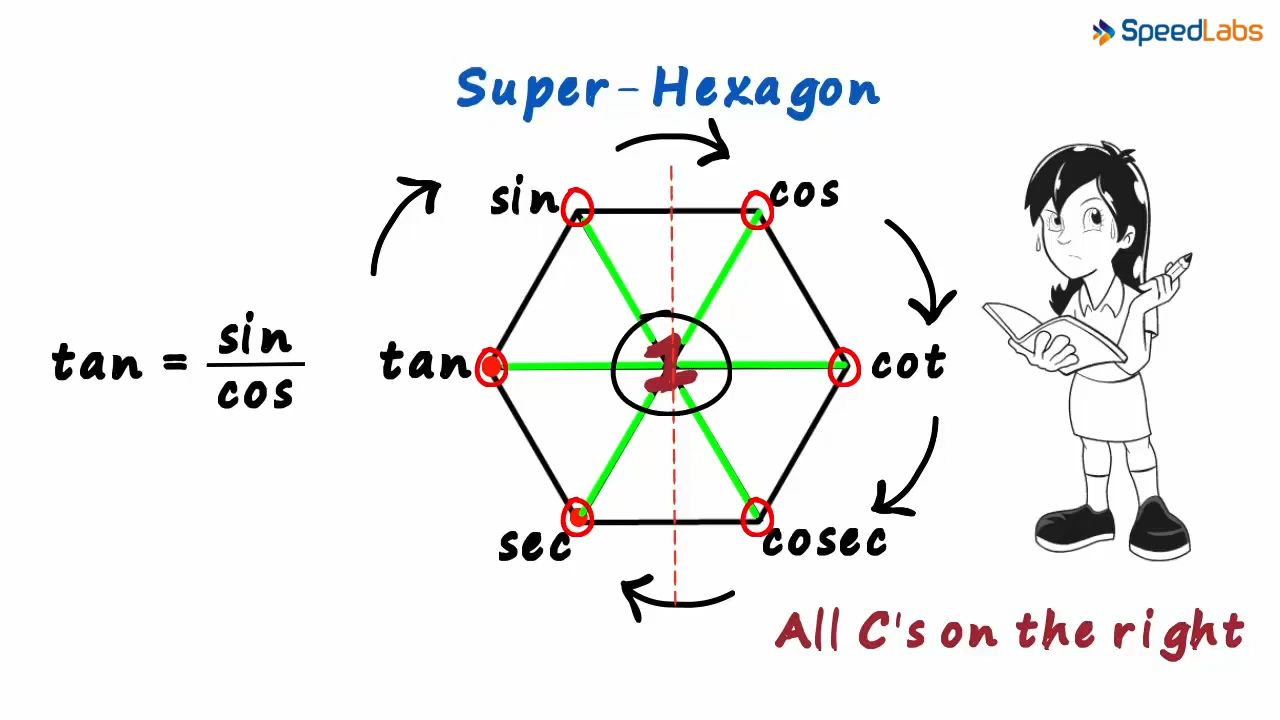 SpeedLabs
Super-Hexagon
sin
cos
tan = sin
cos
tan
1
cot
sec
cosec
All C's on the right